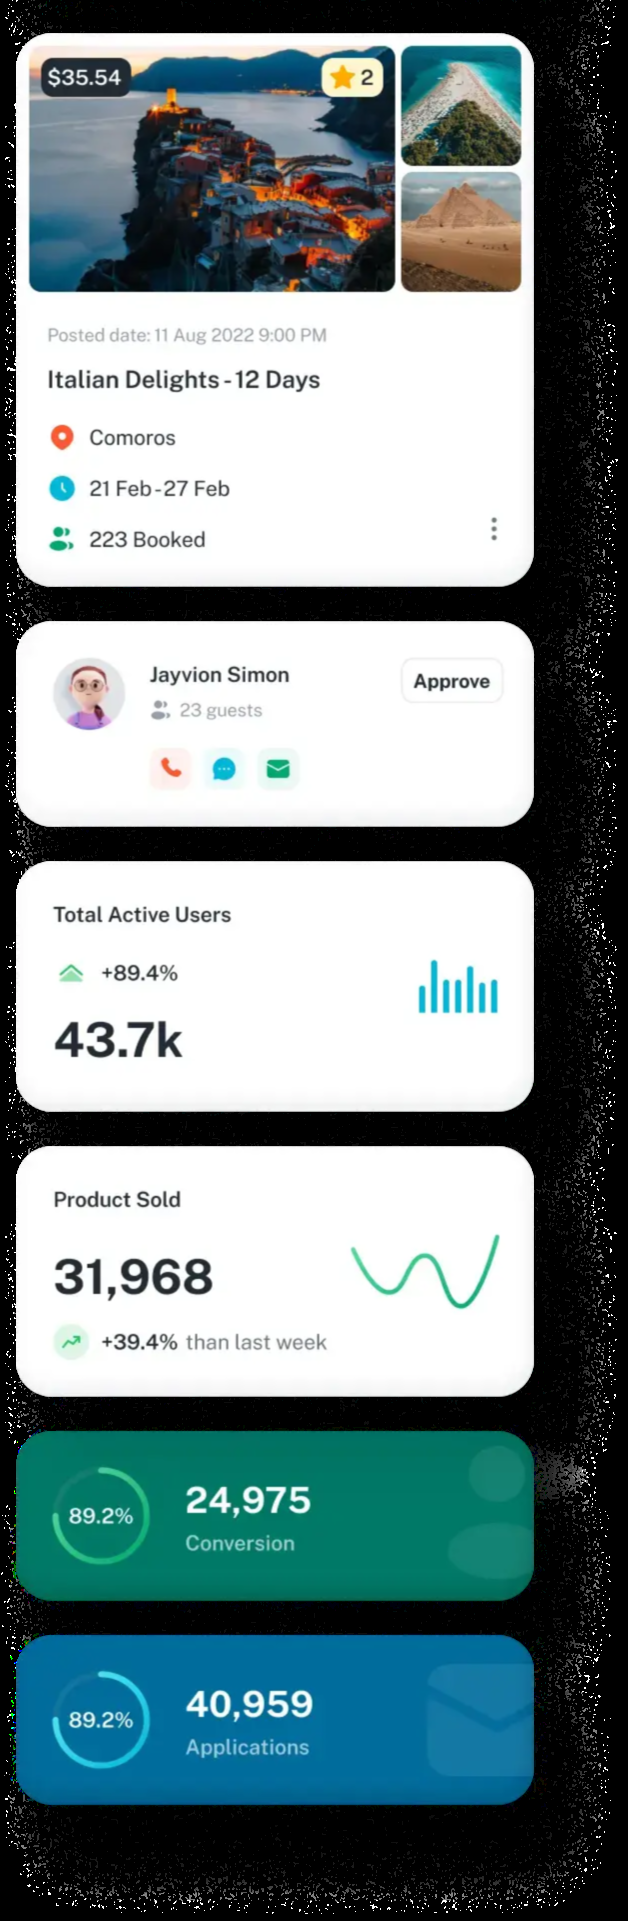 $35.54
2
Posted date: 11 Aug 2022 9:00 PM
Italian Delights - 12 Days
Comoros
21 Feb - 27 Feb
223 Booked
Jayvion Simon
Approve
23 guests
Total Active Users
+89.4%
43.7k
Product Sold
31,968
+39.4% than last week
89.2%
24,975
Conversion
89.2%
40,959
Applications